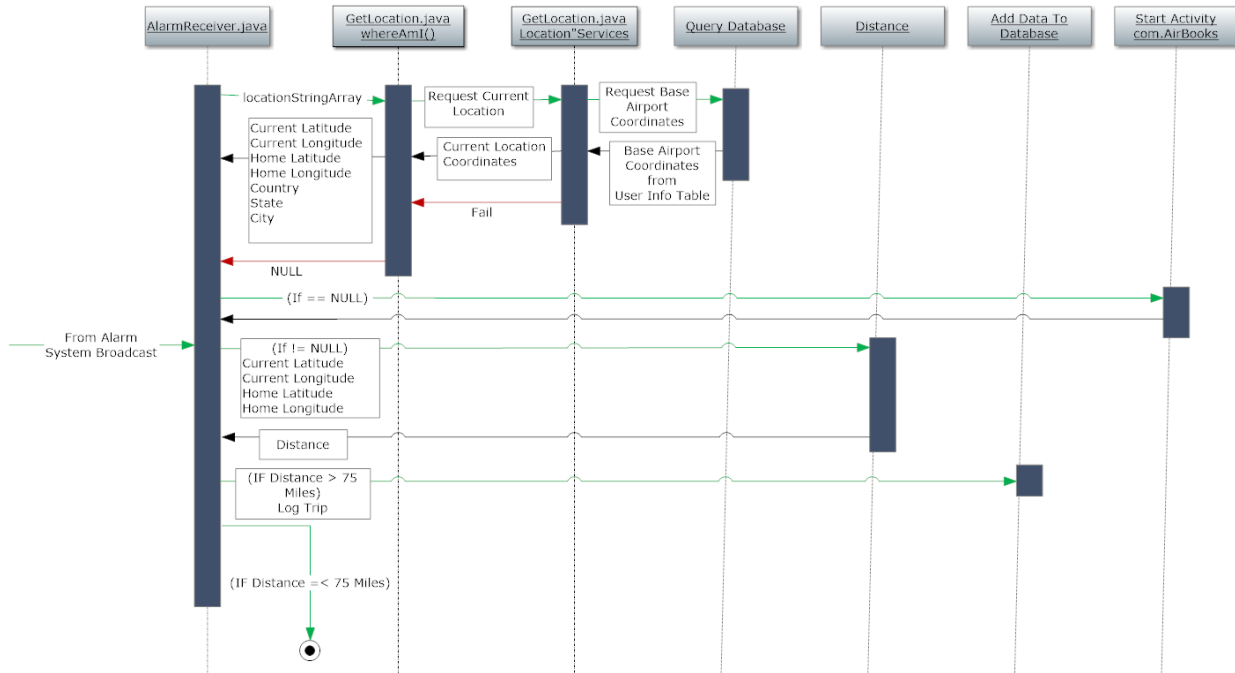 AlarmReceiver.java
GetLocation.java
whereAmI()
GetLocation.java
Location"Services
Query Database
Distance
Add Data To
Database
Start Activity
com.AirBooks
locationStringArray
Request Current
Location
Request Base
Airport
Coordinates
Current Latitude
Current Longitude
Home Latitude
Home Longitude
Country
State
City
Current Location
Coordinates
Base Airport
Coordinates
from
User Info Table
Fail
NULL
(If == NULL)
From Alarm
System Broadcast
(If != NULL)
Current Latitude
Current Longitude
Home Latitude
Home Longitude
Distance
(IF Distance > 75
Miles)
Log Trip
(IF Distance =< 75 Miles)